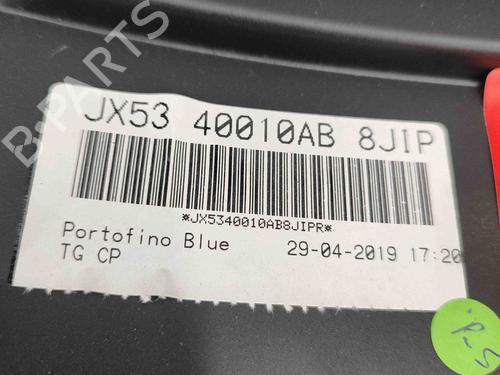 JX53 40010AB 8JIP
*JX5340010AB8JIPR*
Portofino Blue 29-04-2019 17:20
TG CP
B-PARTS